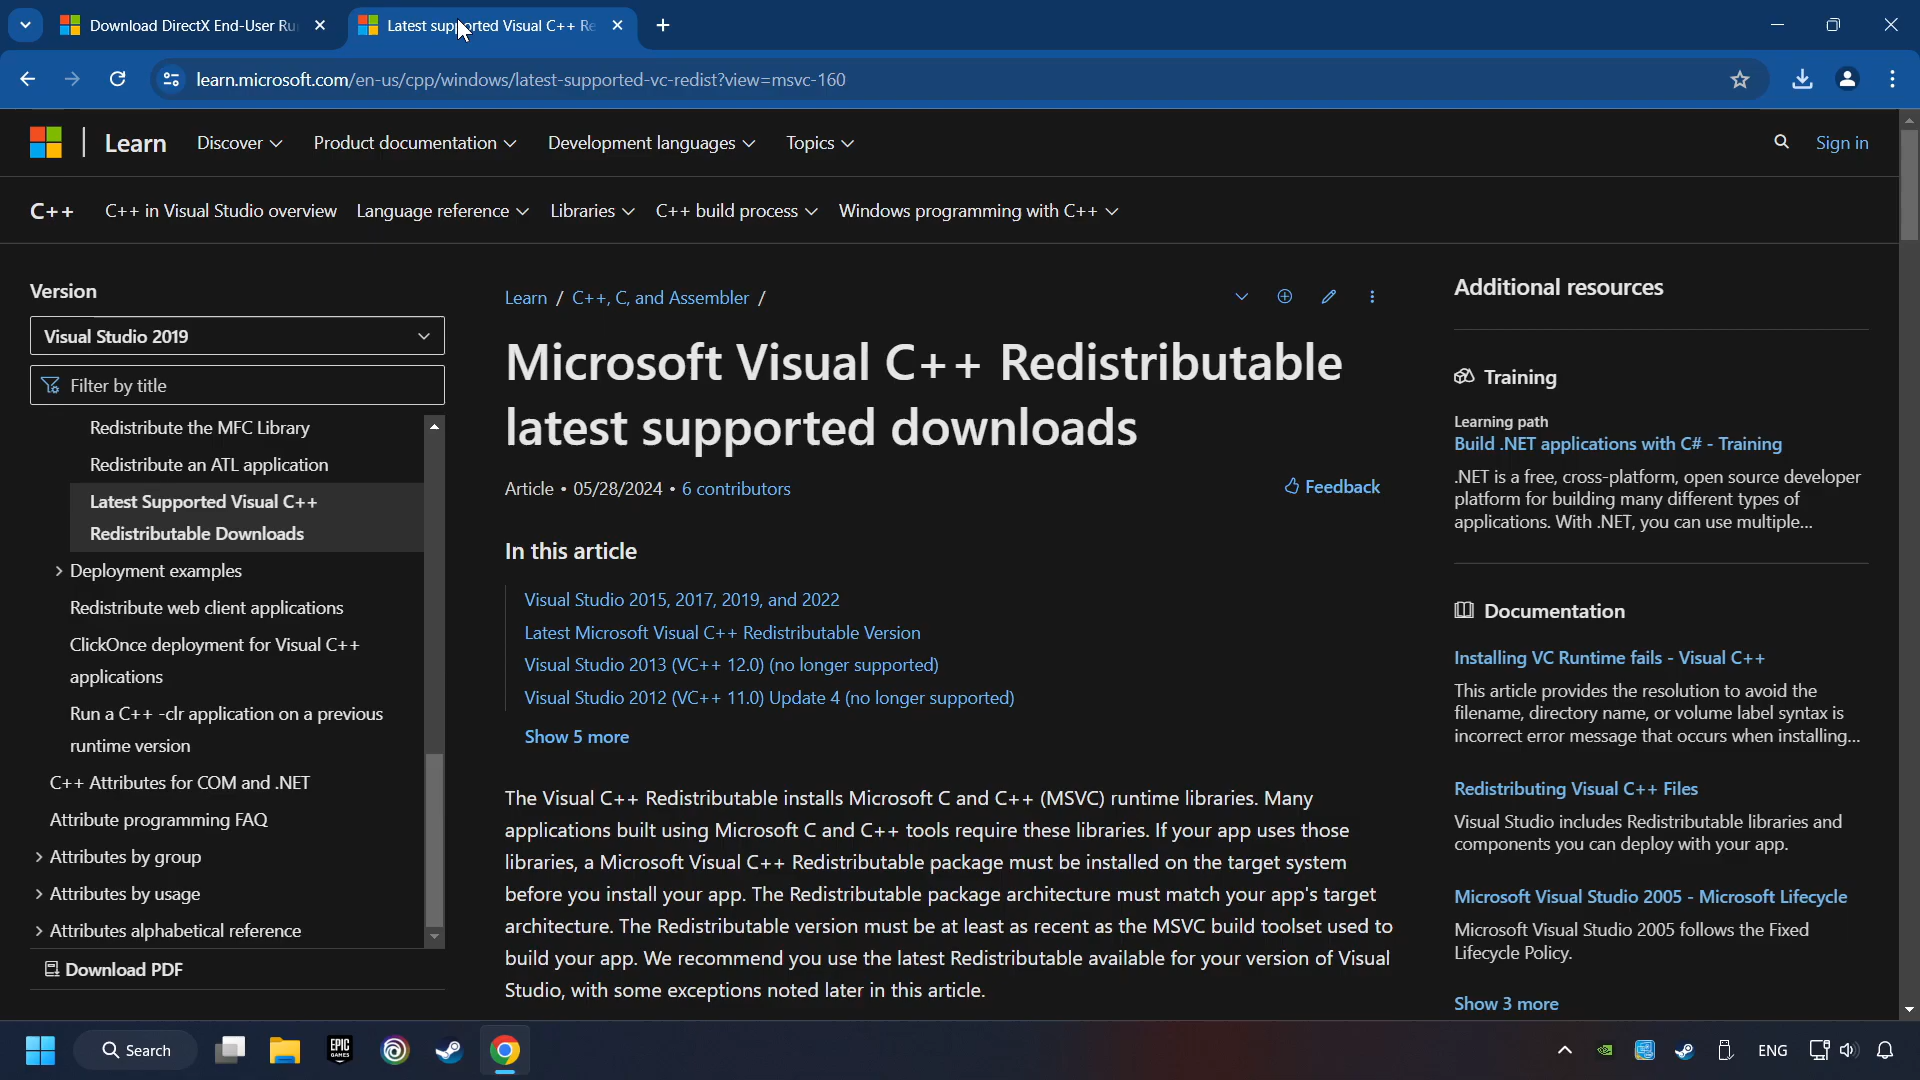 Download DirectX End-User Ru
Latest supported Visual C++ Re
learn.microsoft.com/en-us/cpp/windows/latest-supported-vc-redist?view=msvc-160
Learn
Discover
Product documentation
Development languages
Topics
Sign in
C++
C++ in Visual Studio overview
Language reference
Libraries
C++ build process
Windows programming with C++
Version
Visual Studio 2019
Filter by title
Redistribute the MFC Library
Redistribute an ATL application
Latest Supported Visual C++
Redistributable Downloads
Deployment examples
Redistribute web client applications
ClickOnce deployment for Visual C++
applications
Run a C++ -clr application on a previous
runtime version
C++ Attributes for COM and .NET
Attribute programming FAQ
Attributes by group
Attributes by usage
Attributes alphabetical reference
Download PDF
Learn / C++, C, and Assembler /
Microsoft Visual C++ Redistributable
latest supported downloads
Article • 05/28/2024 • 6 contributors
Feedback
In this article
Visual Studio 2015, 2017, 2019, and 2022
Latest Microsoft Visual C++ Redistributable Version
Visual Studio 2013 (VC++ 12.0) (no longer supported)
Visual Studio 2012 (VC++ 11.0) Update 4 (no longer supported)
Show 5 more
The Visual C++ Redistributable installs Microsoft C and C++ (MSVC) runtime libraries. Many
applications built using Microsoft C and C++ tools require these libraries. If your app uses those
libraries, a Microsoft Visual C++ Redistributable package must be installed on the target system
before you install your app. The Redistributable package architecture must match your app's target
architecture. The Redistributable version must be at least as recent as the MSVC build toolset used to
build your app. We recommend you use the latest Redistributable available for your version of Visual
Studio, with some exceptions noted later in this article.
Additional resources
Training
Learning path
Build .NET applications with C# - Training
.NET is a free, cross-platform, open source developer
platform for building many different types of
applications. With .NET, you can use multiple...
Documentation
Installing VC Runtime fails - Visual C++
This article provides the resolution to avoid the
filename, directory name, or volume label syntax is
incorrect error message that occurs when installing...
Redistributing Visual C++ Files
Visual Studio includes Redistributable libraries and
components you can deploy with your app.
Microsoft Visual Studio 2005 - Microsoft Lifecycle
Microsoft Visual Studio 2005 follows the Fixed
Lifecycle Policy.
Show 3 more
Search
EPIC
GAMES
ENG